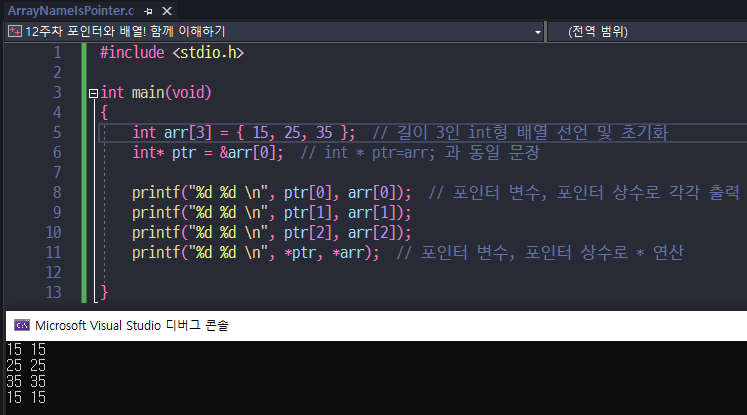 ArrayNameIsPointer.c
12주차 포인터와 배열! 함께 이해하기 (전역 범위)
1 #include <stdio.h>
2
3 int main(void)
4 {
5 int arr[3] = { 15, 25, 35 };  // 길이 3인 int형 배열 선언 및 초기화
6 int* ptr = &arr[0];  // int * ptr=arr; 과 동일 문장
7
8 printf("%d %d \n", ptr[0], arr[0]);  // 포인터 변수, 포인터 상수로 각각 출력
9 printf("%d %d \n", ptr[1], arr[1]);
10 printf("%d %d \n", ptr[2], arr[2]);
11 printf("%d %d \n", *ptr, *arr);  // 포인터 변수, 포인터 상수로 * 연산
12
13 }
Microsoft Visual Studio 디버그 콘솔
15 15
25 25
35 35
15 15